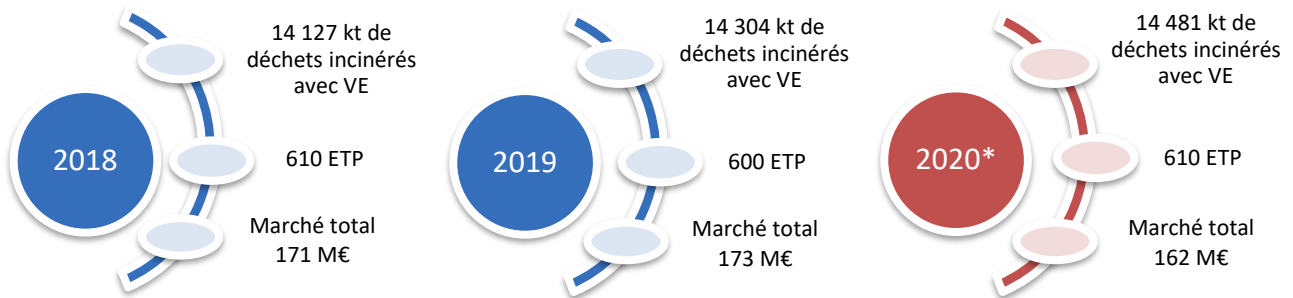 2018
14 127 kt de
déchets incinérés
avec VE
610 ETP
Marché total
171 M€
2019
14 304 kt de
déchets incinérés
avec VE
600 ETP
Marché total
173 M€
2020*
14 481 kt de
déchets incinérés
avec VE
610 ETP
Marché total
162 M€